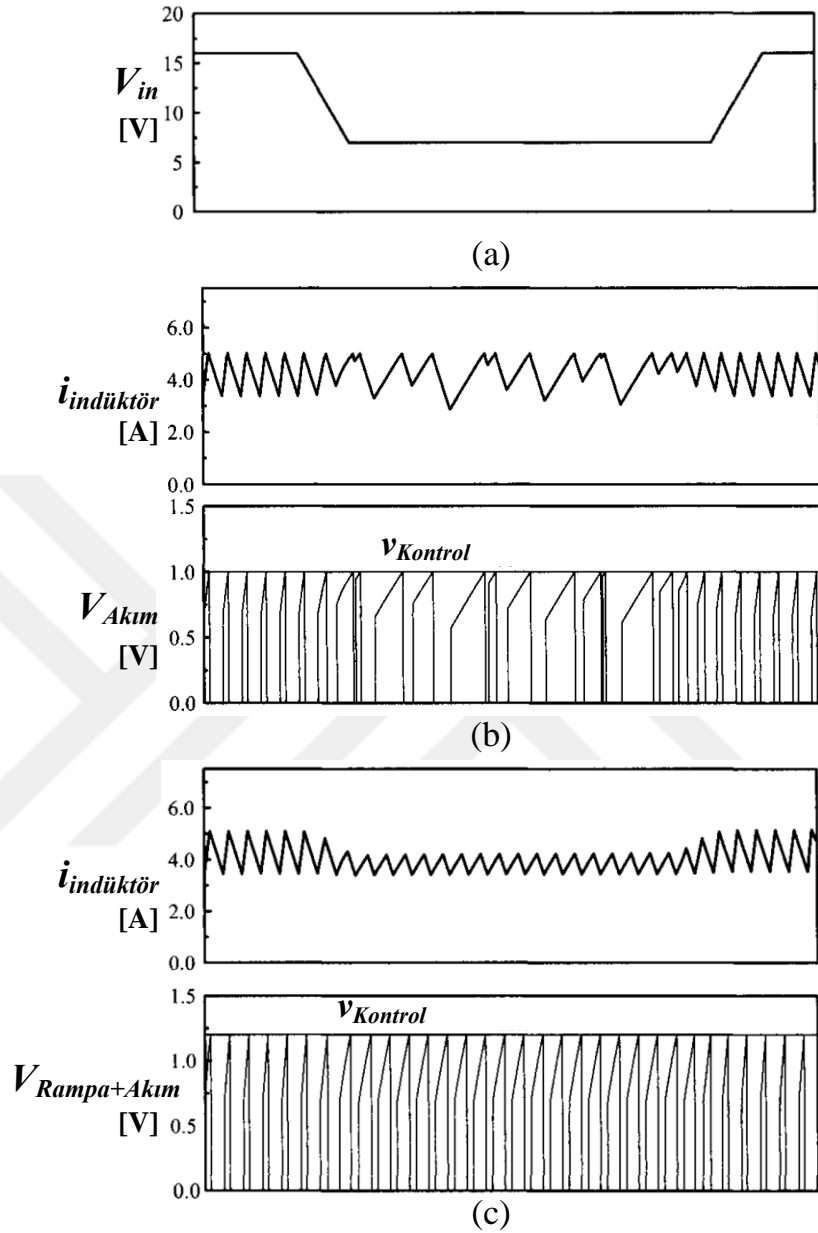 20
15
10
5
0
V_in
[V]
(a)
6.0
4.0
2.0
0.0
i_indüktör
[A]
1.5
1.0
0.5
0.0
v_Kontrol
V_Akım
[V]
(b)
6.0
4.0
2.0
0.0
i_indüktör
[A]
1.5
1.0
0.5
0.0
v_Kontrol
V_Rampa+Akım
[V]
(c)